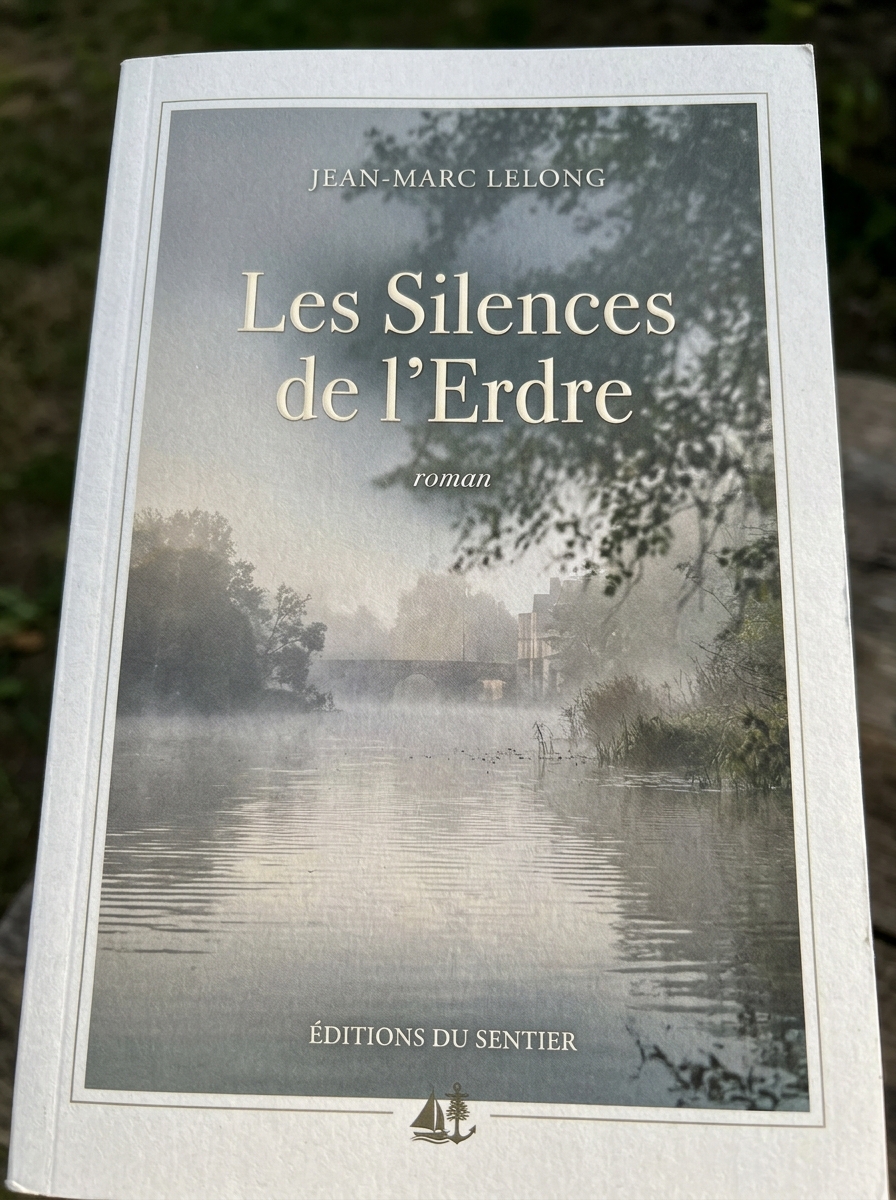 JEAN-MARC LELONG
Les Silences
de l’Erdre
roman
ÉDITIONS DU SENTIER